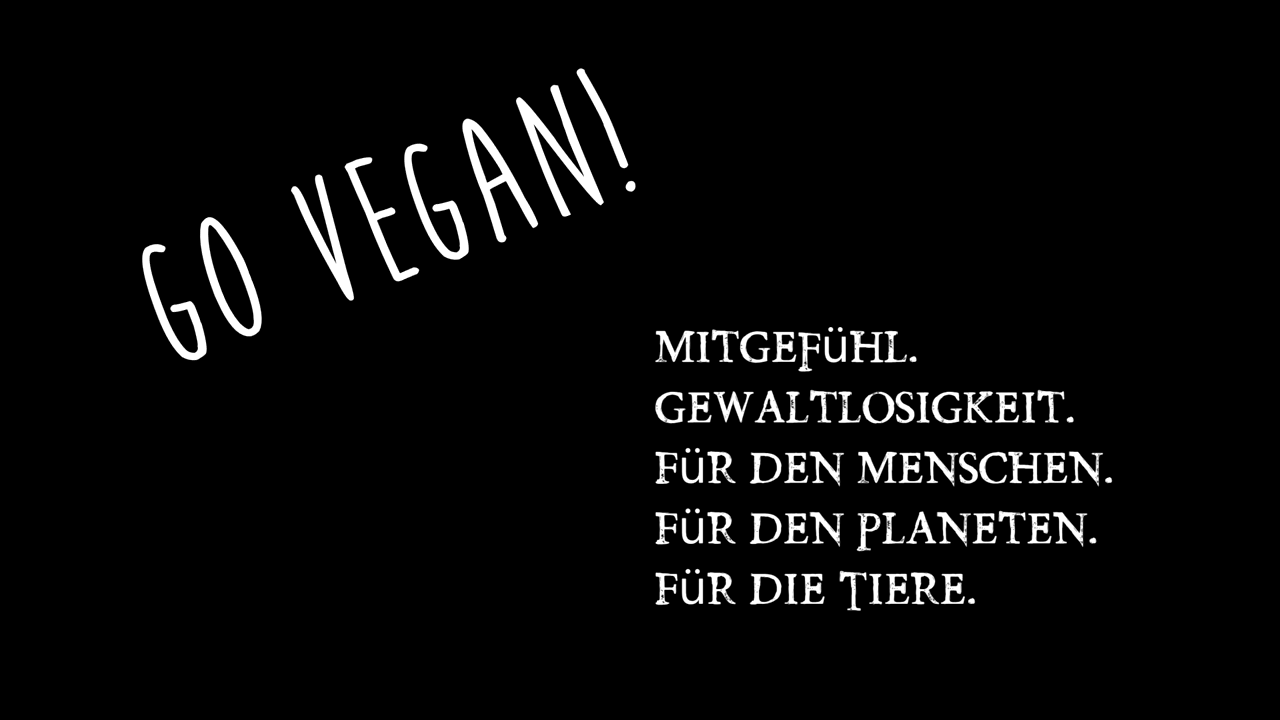 GO VEGAN!
MITGEFÜHL.
GEWALTLOSIGKEIT.
FÜR DEN MENSCHEN.
FÜR DEN PLANETEN.
FÜR DIE TIERE.